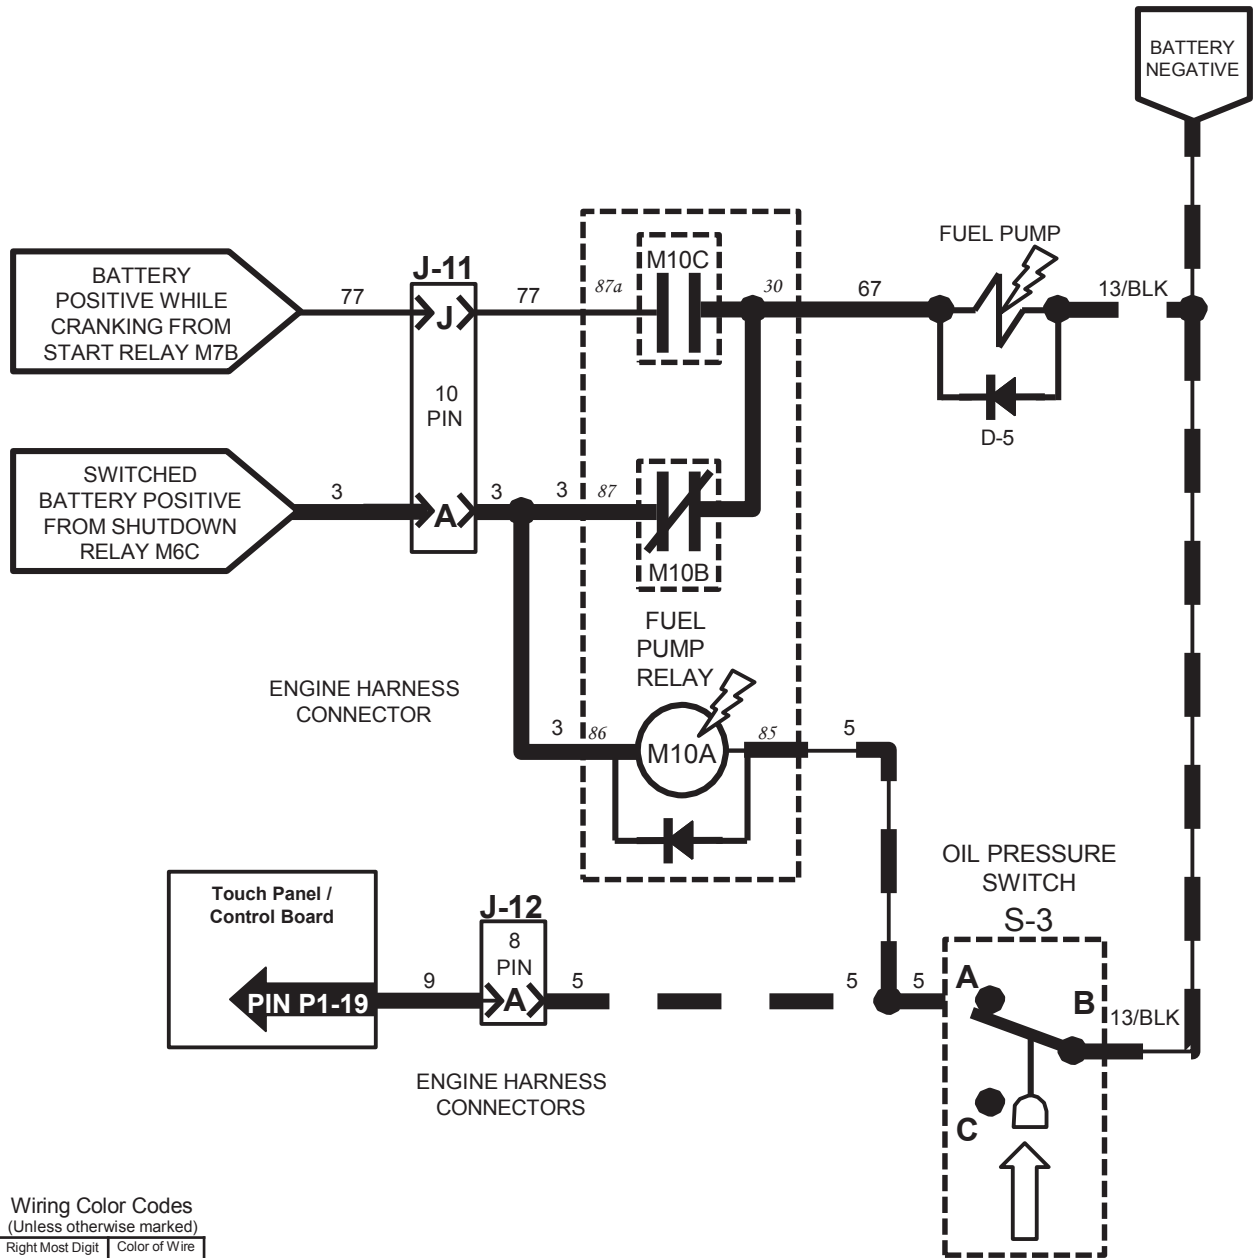 BATTERY
NEGATIVE
FUEL PUMP
M10C
BATTERY
POSITIVE WHILE
CRANKING FROM
START RELAY M7B
77
J-11
J
77
87a
30
67
13/BLK
10
PIN
D-5
SWITCHED
BATTERY POSITIVE
FROM SHUTDOWN
RELAY M6C
3
A
3
3
87
M10B
FUEL
PUMP
RELAY
ENGINE HARNESS
CONNECTOR
3
86
M10A
85
5
OIL PRESSURE
SWITCH
S-3
Touch Panel /
Control Board
J-12
8
PIN
PIN P1-19
9
A
5
5
5
A
B
13/BLK
C
ENGINE HARNESS
CONNECTORS
Wiring Color Codes
(Unless otherwise marked)
Right Most Digit
Color of Wire